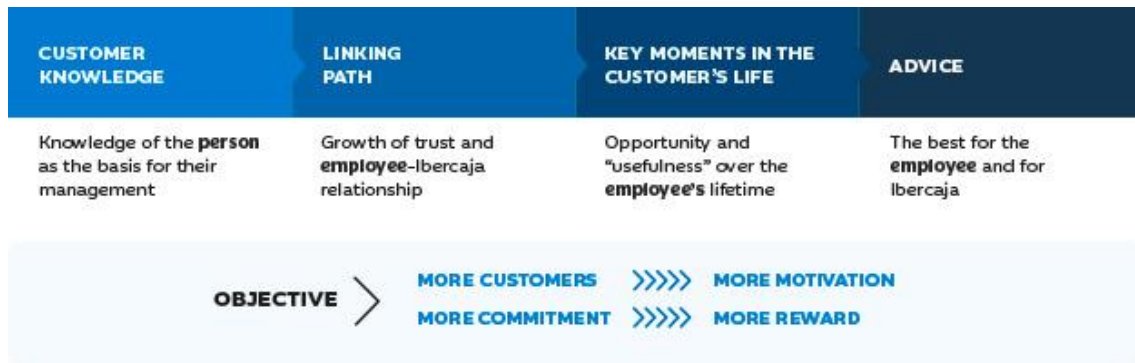 CUSTOMER
KNOWLEDGE
LINKING
PATH
KEY MOMENTS IN THE
CUSTOMER'S LIFE
ADVICE
Knowledge of the person
as the basis for their
management
Growth of trust and
employee-Ibercaja
relationship
Opportunity and
“usefulness” over the
employee's lifetime
The best for the
employee and for
Ibercaja
OBJECTIVE
MORE CUSTOMERS
MORE MOTIVATION
MORE COMMITMENT
MORE REWARD